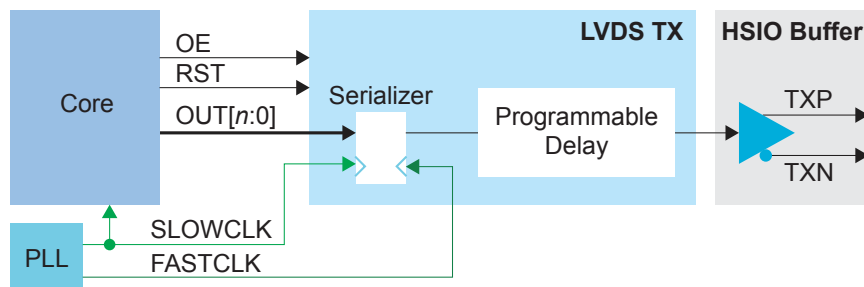 OE
LVDS TX
HSIO Buffer
RST
Core
Serializer
Programmable
Delay
TXP
OUT[n:0]
TXN
SLOWCLK
PLL
FASTCLK